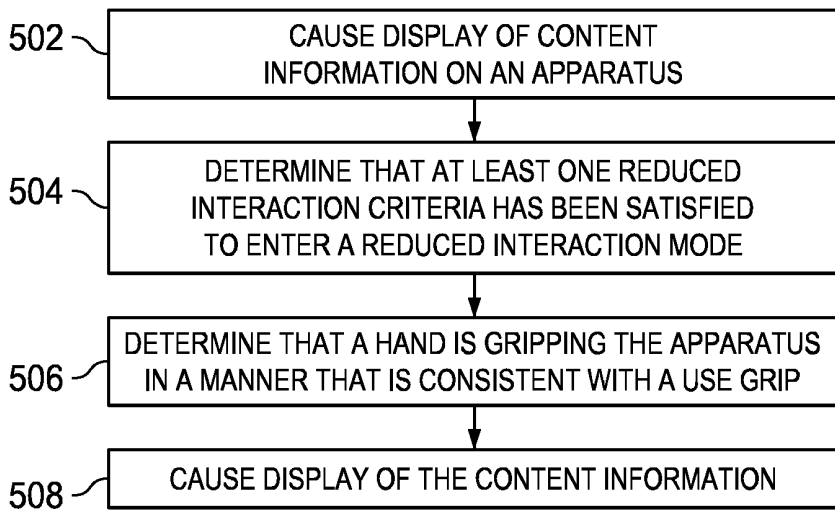 502
CAUSE DISPLAY OF CONTENT
INFORMATION ON AN APPARATUS
504
DETERMINE THAT AT LEAST ONE REDUCED
INTERACTION CRITERIA HAS BEEN SATISFIED
TO ENTER A REDUCED INTERACTION MODE
506
DETERMINE THAT A HAND IS GRIPPING THE APPARATUS
IN A MANNER THAT IS CONSISTENT WITH A USE GRIP
508
CAUSE DISPLAY OF THE CONTENT INFORMATION